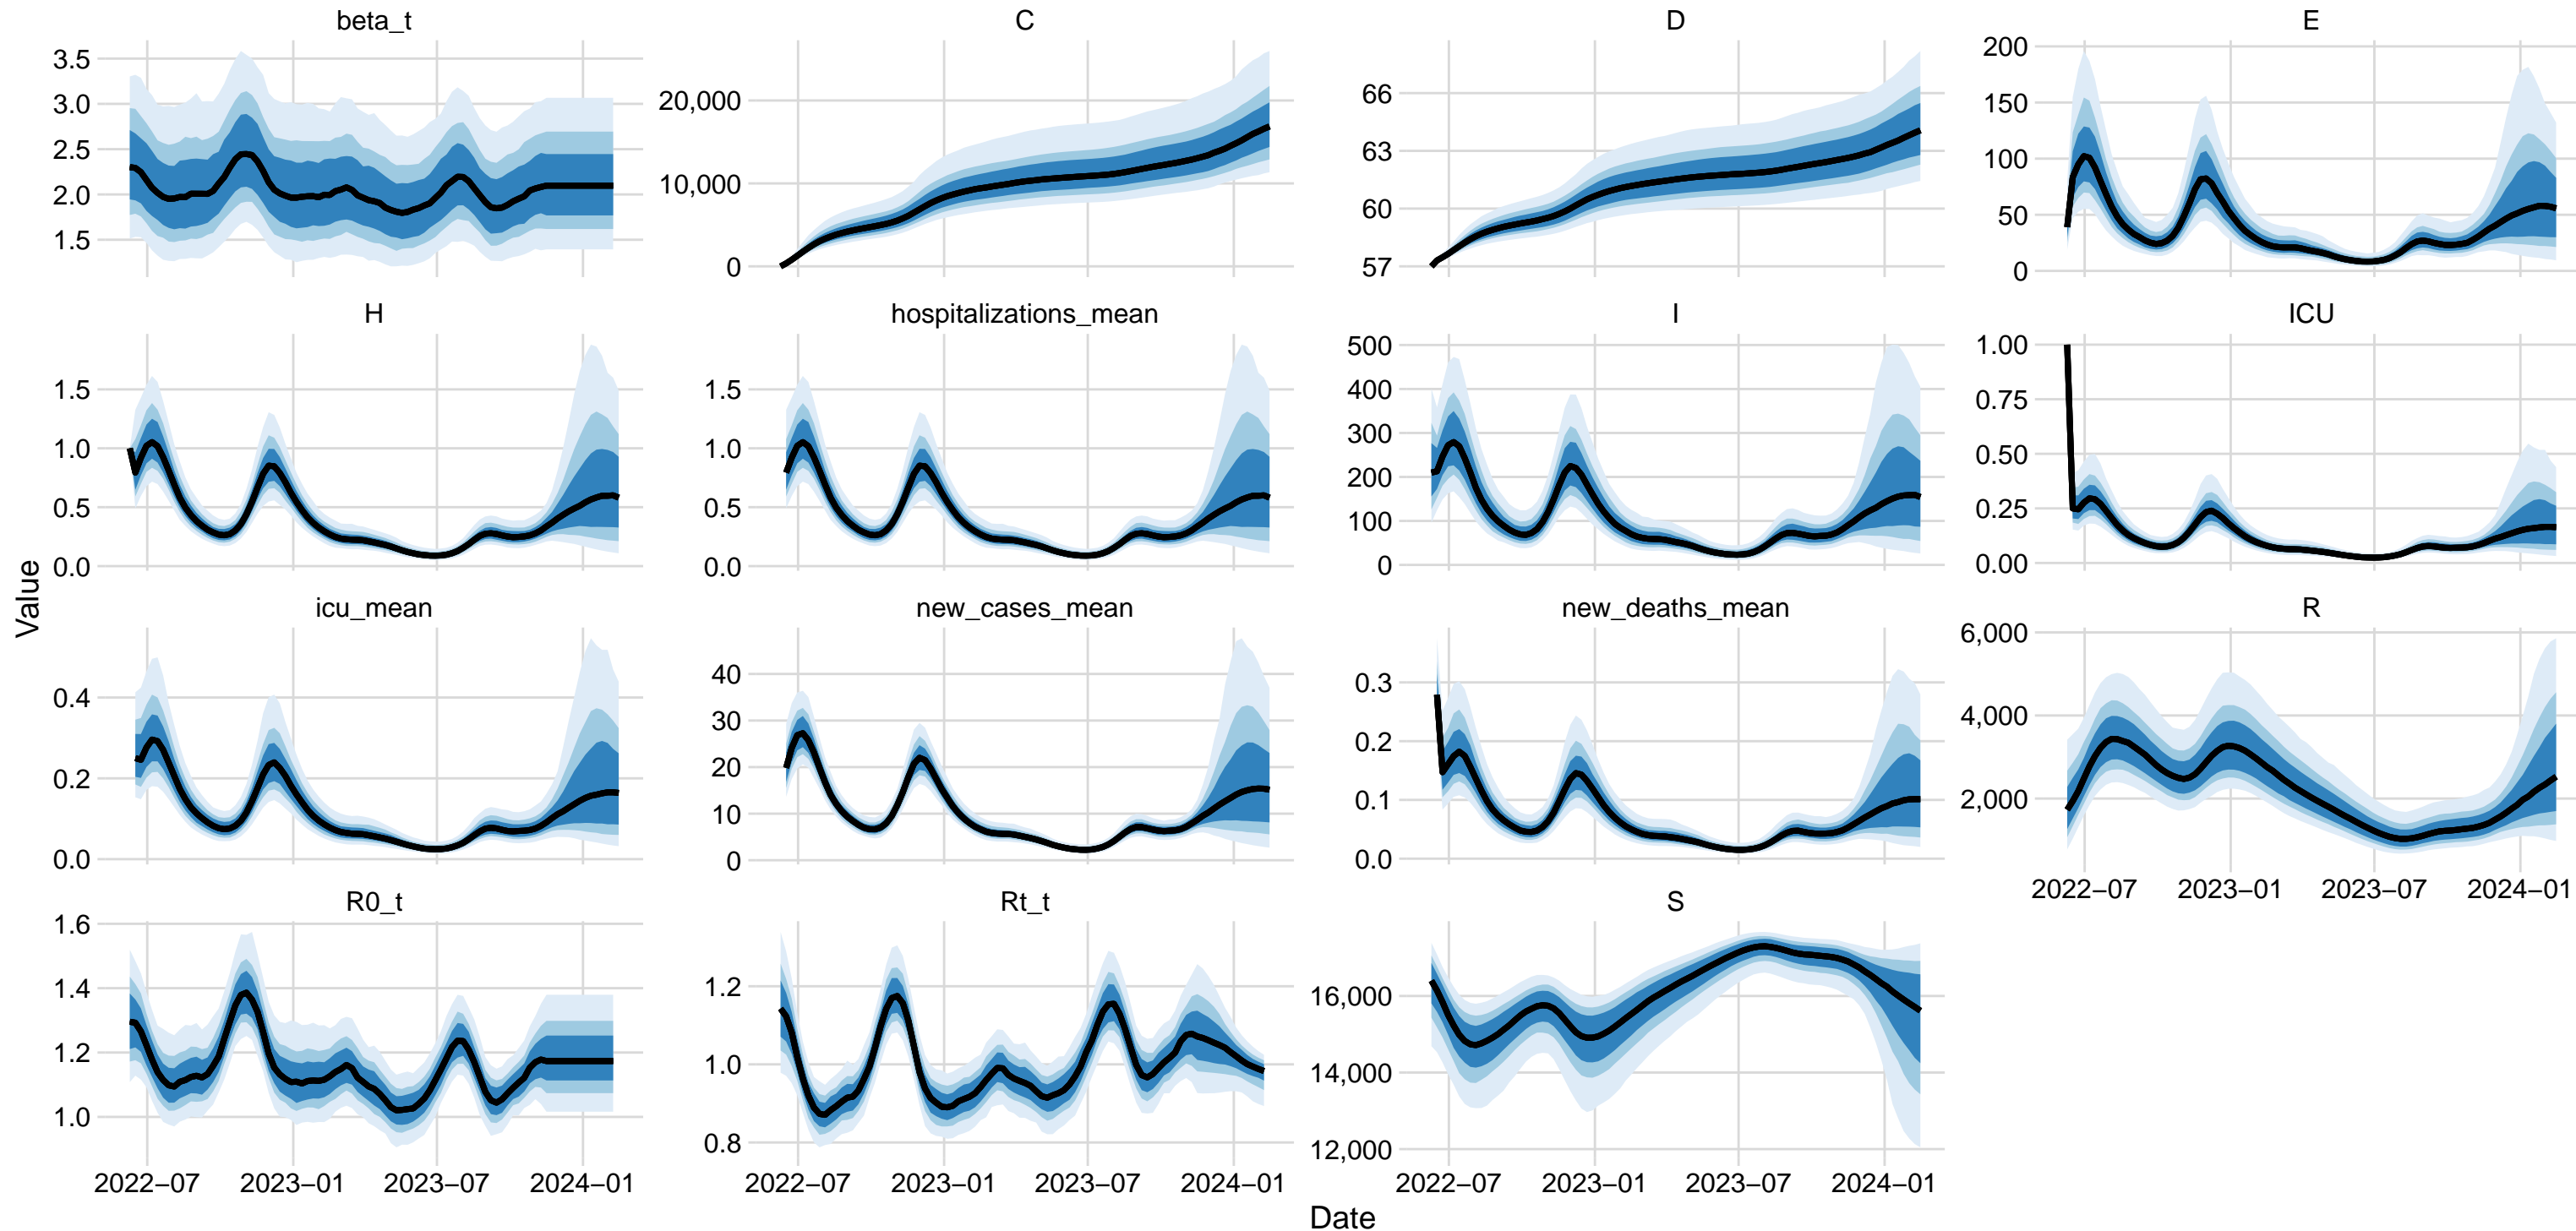 beta_t
3.5
3.0
2.5
2.0
1.5
C
20,000
10,000
0
D
66
63
60
57
E
200
150
100
50
0
H
1.5
1.0
0.5
0.0
hospitalizations_mean
1.5
1.0
0.5
0.0
I
500
400
300
200
100
0
ICU
1.00
0.75
0.50
0.25
0.00
Value
icu_mean
0.4
0.2
0.0
new_cases_mean
40
30
20
10
0
new_deaths_mean
0.3
0.2
0.1
0.0
R
6,000
4,000
2,000
2022−07 2023−01 2023−07 2024−01
R0_t
1.6
1.4
1.2
1.0
2022−07 2023−01 2023−07 2024−01
Rt_t
1.2
1.0
0.8
2022−07 2023−01 2023−07 2024−01
S
16,000
14,000
12,000
2022−07 2023−01 2023−07 2024−01
Date